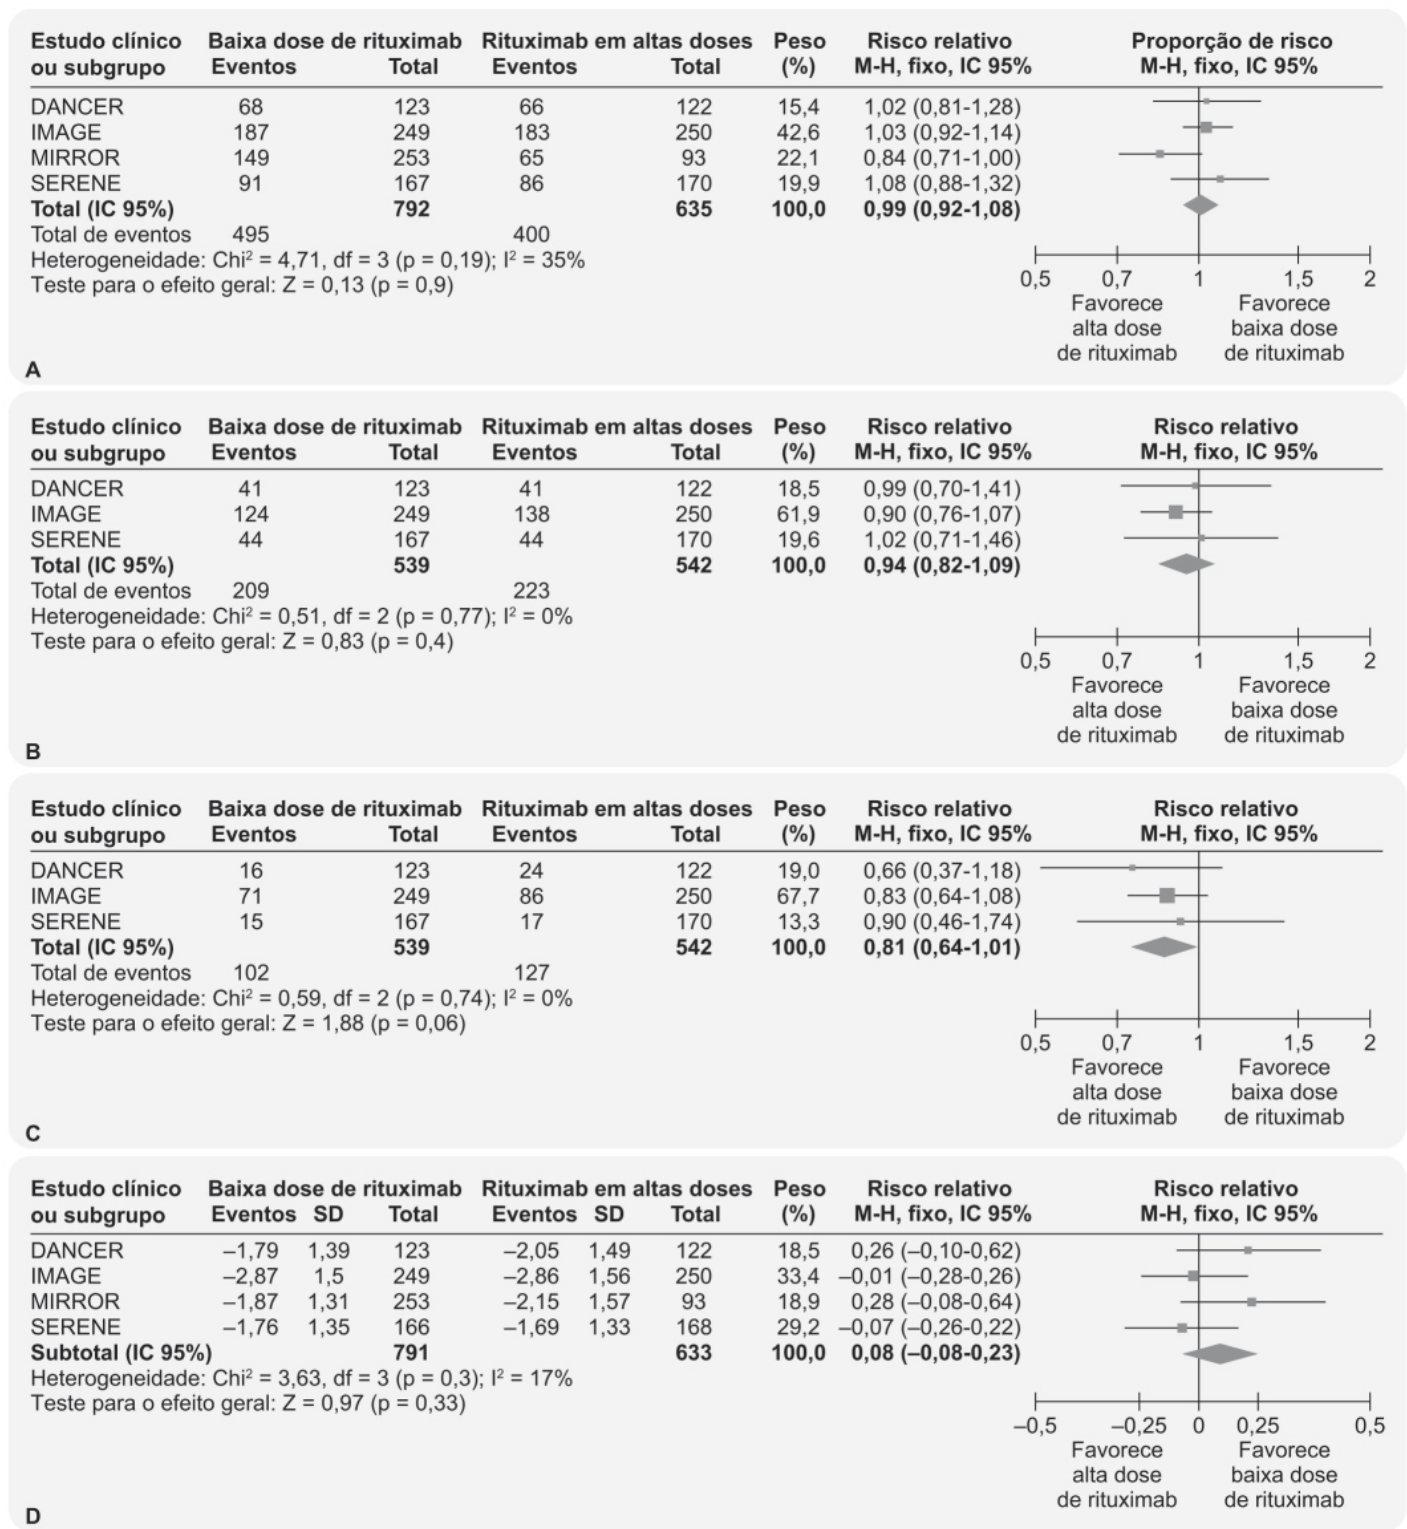 Estudo clínico Baixa dose de rituximab Rituximab em altas doses Peso Risco relativo Proporção de risco
ou subgrupo Eventos Total Eventos Total (%) M-H, fixo, IC 95% M-H, fixo, IC 95%
DANCER 68 123 66 122 15,4 1,02 (0,81-1,28)
IMAGE 187 249 183 250 42,6 1,03 (0,92-1,14)
MIRROR 149 253 65 93 22,1 0,84 (0,71-1,00)
SERENE 91 167 86 170 19,9 1,08 (0,88-1,32)
Total (IC 95%) 792 635 100,0 0,99 (0,92-1,08)
Total de eventos 495 400
Heterogeneidade: Chi² = 4,71, df = 3 (p = 0,19); I² = 35%
Teste para o efeito geral: Z = 0,13 (p = 0,9)
0,5 0,7 1 1,5 2
Favorece Favorece
alta dose baixa dose
de rituximab de rituximab
A
Estudo clínico Baixa dose de rituximab Rituximab em altas doses Peso Risco relativo Risco relativo
ou subgrupo Eventos Total Eventos Total (%) M-H, fixo, IC 95% M-H, fixo, IC 95%
DANCER 41 123 41 122 18,5 0,99 (0,70-1,41)
IMAGE 124 249 138 250 61,9 0,90 (0,76-1,07)
SERENE 44 167 44 170 19,6 1,02 (0,71-1,46)
Total (IC 95%) 539 542 100,0 0,94 (0,82-1,09)
Total de eventos 209 223
Heterogeneidade: Chi² = 0,51, df = 2 (p = 0,77); I² = 0%
Teste para o efeito geral: Z = 0,83 (p = 0,4)
0,5 0,7 1 1,5 2
Favorece Favorece
alta dose baixa dose
de rituximab de rituximab
B
Estudo clínico Baixa dose de rituximab Rituximab em altas doses Peso Risco relativo Risco relativo
ou subgrupo Eventos Total Eventos Total (%) M-H, fixo, IC 95% M-H, fixo, IC 95%
DANCER 16 123 24 122 19,0 0,66 (0,37-1,18)
IMAGE 71 249 86 250 67,7 0,83 (0,64-1,08)
SERENE 15 167 17 170 13,3 0,90 (0,46-1,74)
Total (IC 95%) 539 542 100,0 0,81 (0,64-1,01)
Total de eventos 102 127
Heterogeneidade: Chi² = 0,59, df = 2 (p = 0,74); I² = 0%
Teste para o efeito geral: Z = 1,88 (p = 0,06)
0,5 0,7 1 1,5 2
Favorece Favorece
alta dose baixa dose
de rituximab de rituximab
C
Estudo clínico Baixa dose de rituximab Rituximab em altas doses Peso Risco relativo Risco relativo
ou subgrupo Eventos SD Total Eventos SD Total (%) M-H, fixo, IC 95% M-H, fixo, IC 95%
DANCER –1,79 1,39 123 –2,05 1,49 122 18,5 0,26 (–0,10-0,62)
IMAGE –2,87 1,5 249 –2,86 1,56 250 33,4 –0,01 (–0,28-0,26)
MIRROR –1,87 1,31 253 –2,15 1,57 93 18,9 0,28 (–0,08-0,64)
SERENE –1,76 1,35 166 –1,69 1,33 168 29,2 –0,07 (–0,26-0,22)
Subtotal (IC 95%) 791 633 100,0 0,08 (–0,08-0,23)
Heterogeneidade: Chi² = 3,63, df = 3 (p = 0,3); I² = 17%
Teste para o efeito geral: Z = 0,97 (p = 0,33)
–0,5 –0,25 0 0,25 0,5
Favorece Favorece
alta dose baixa dose
de rituximab de rituximab
D